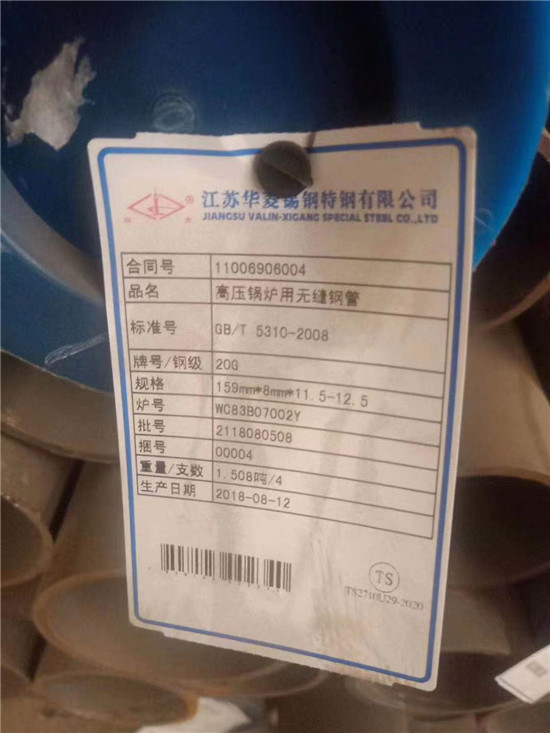 江苏华菱锡钢特钢有限公司
JIANGSU VALIN-XIGANG SPECIAL STEEL CO.,LTD
合同号 11006906004
品名 高压锅炉用无缝钢管
标准号 GB/T 5310-2008
牌号/钢级 20G
规格 159mm*8mm*11.5-12.5
炉号 WC83B07002Y
批号 2118080508
捆号 00004
重量/支数 1.508吨/4
生产日期 2018-08-12
TS
TS2710U29-2020